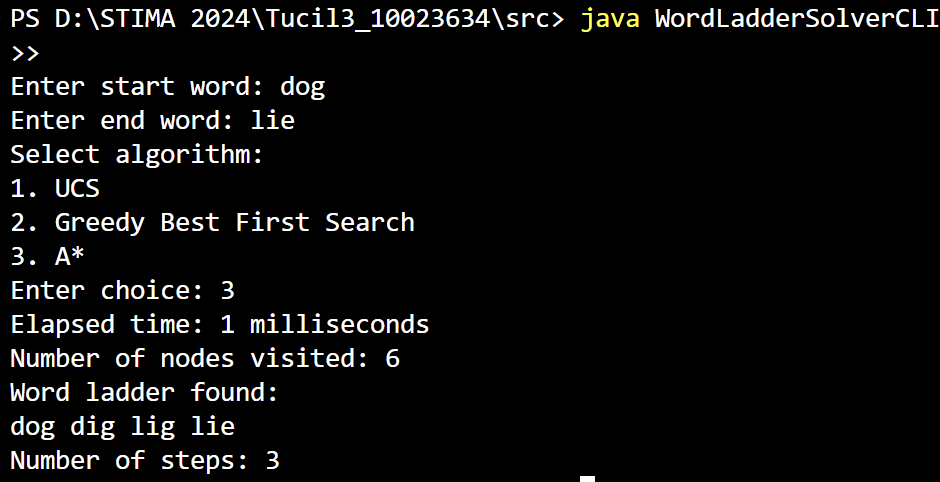 PS D:\STIMA 2024\Tucil3_10023634\src> java WordLadderSolverCLI
>>
Enter start word: dog
Enter end word: lie
Select algorithm:
1. UCS
2. Greedy Best First Search
3. A*
Enter choice: 3
Elapsed time: 1 milliseconds
Number of nodes visited: 6
Word ladder found:
dog dig lig lie
Number of steps: 3